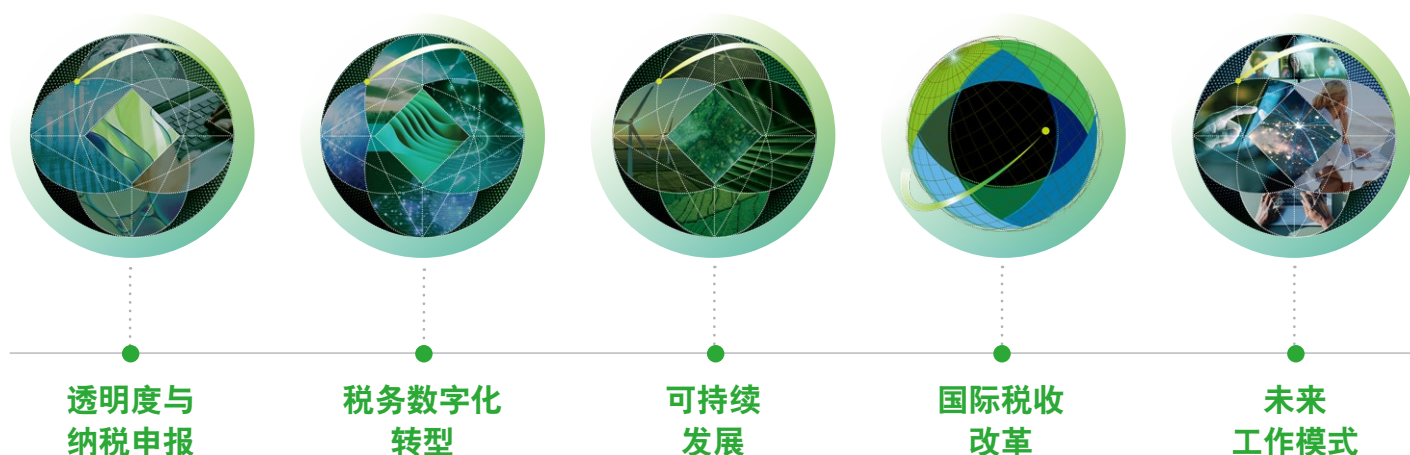 透明度与
纳税申报
税务数字化
转型
可持续
发展
国际税收
改革
未来
工作模式